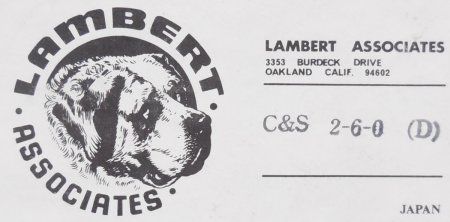 LAMBERT
ASSOCIATES
LAMBERT ASSOCIATES
3353 BURDECK DRIVE
OAKLAND CALIF. 94602
C&S 2-6-0 (D)
JAPAN